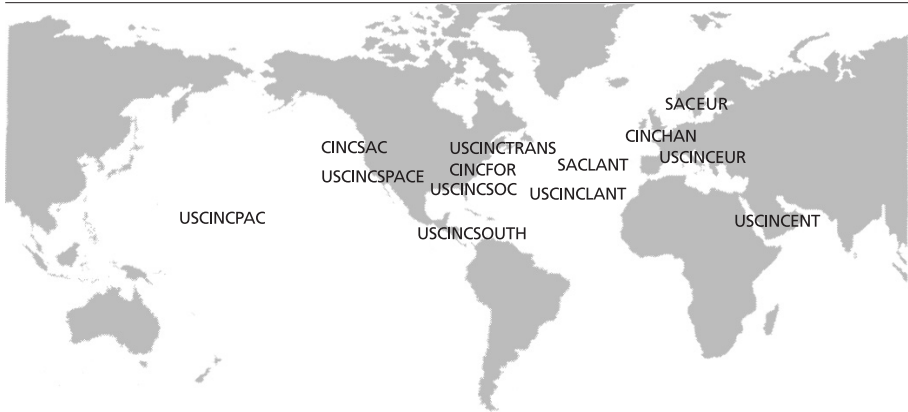 SACEUR
CINCHAN
CINCSAC
USCINCTRANS
USCINCEUR
SACLANT
CINCFOR
USCINCSPACE
USCINCSOC
USCINCLANT
USCINCPAC
USCINCENT
USCINCSOUTH